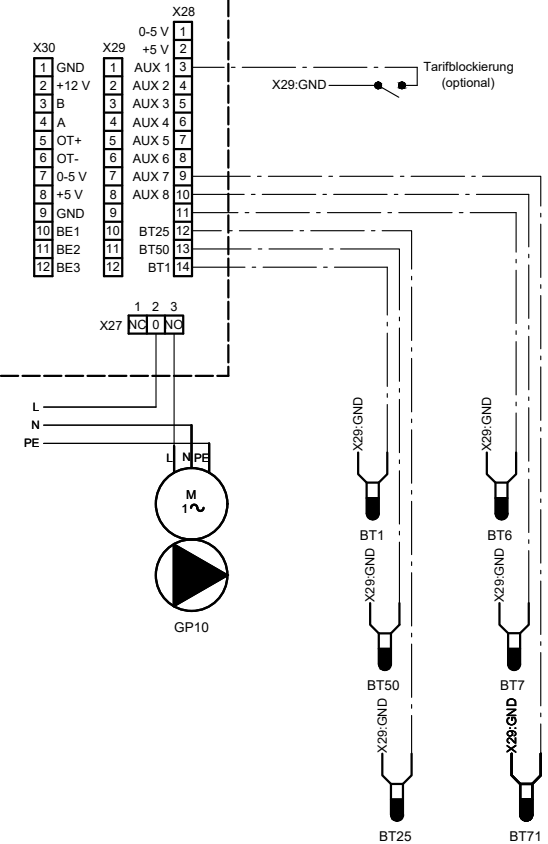 X28
0-5 V 1
+5 V 2
X30 X29
1 GND 1 AUX 1 3
2 +12 V 2 AUX 2 4
3 B 3 AUX 3 5
4 A 4 AUX 4 6
5 OT+ 5 AUX 5 7
6 OT- 6 AUX 6 8
7 0-5 V 7 AUX 7 9
8 +5 V 8 AUX 8 10
9 GND 9 11
10 BE1 10 BT25 12
11 BE2 11 BT50 13
12 BE3 12 BT1 14
Tarifblockierung
(optional)
X29:GND
1 2 3
X27 NC 0 NO
L
N
PE
L N PE
M
1
GP10
X29:GND
BT1
X29:GND
BT6
X29:GND
BT50
X29:GND
BT7
X29:GND
BT25
X29:GND
BT71